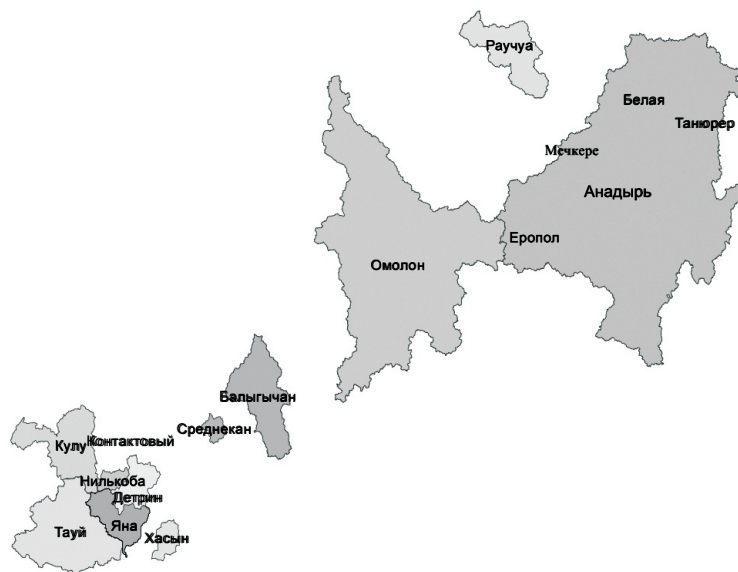 Раучуа
Белая
Танюрер
Мечкере
Анадырь
Еропол
Омолон
Балыгычан
Среднекан
Кулу
Контактовый
Нилькоба
Детрин
Яна
Тауй
Хасын